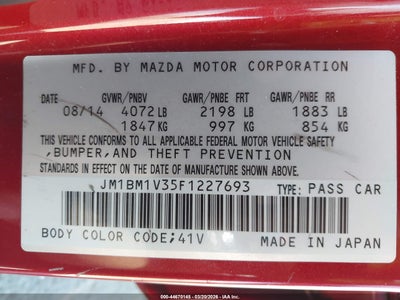 MFD. BY MAZDA MOTOR CORPORATION
DATE GVWR/PNBV GAWR/PNBE FRT GAWR/PNBE RR
08/14 4072 LB 2198 LB 1883 LB
1847 KG 997 KG 854 KG
THIS VEHICLE CONFORMS TO ALL APPLICABLE FEDERAL MOTOR VEHICLE SAFETY
,BUMPER,AND THEFT PREVENTION
STANDARDS IN EFFECT ON THE DATE OF MANUFACTURE SHOWN ABOVE.
JM1BM1V35F1227693 TYPE: PASS CAR
BODY COLOR CODE;41V MADE IN JAPAN
000-44670145 - 03/20/2026 - IAA, Inc.